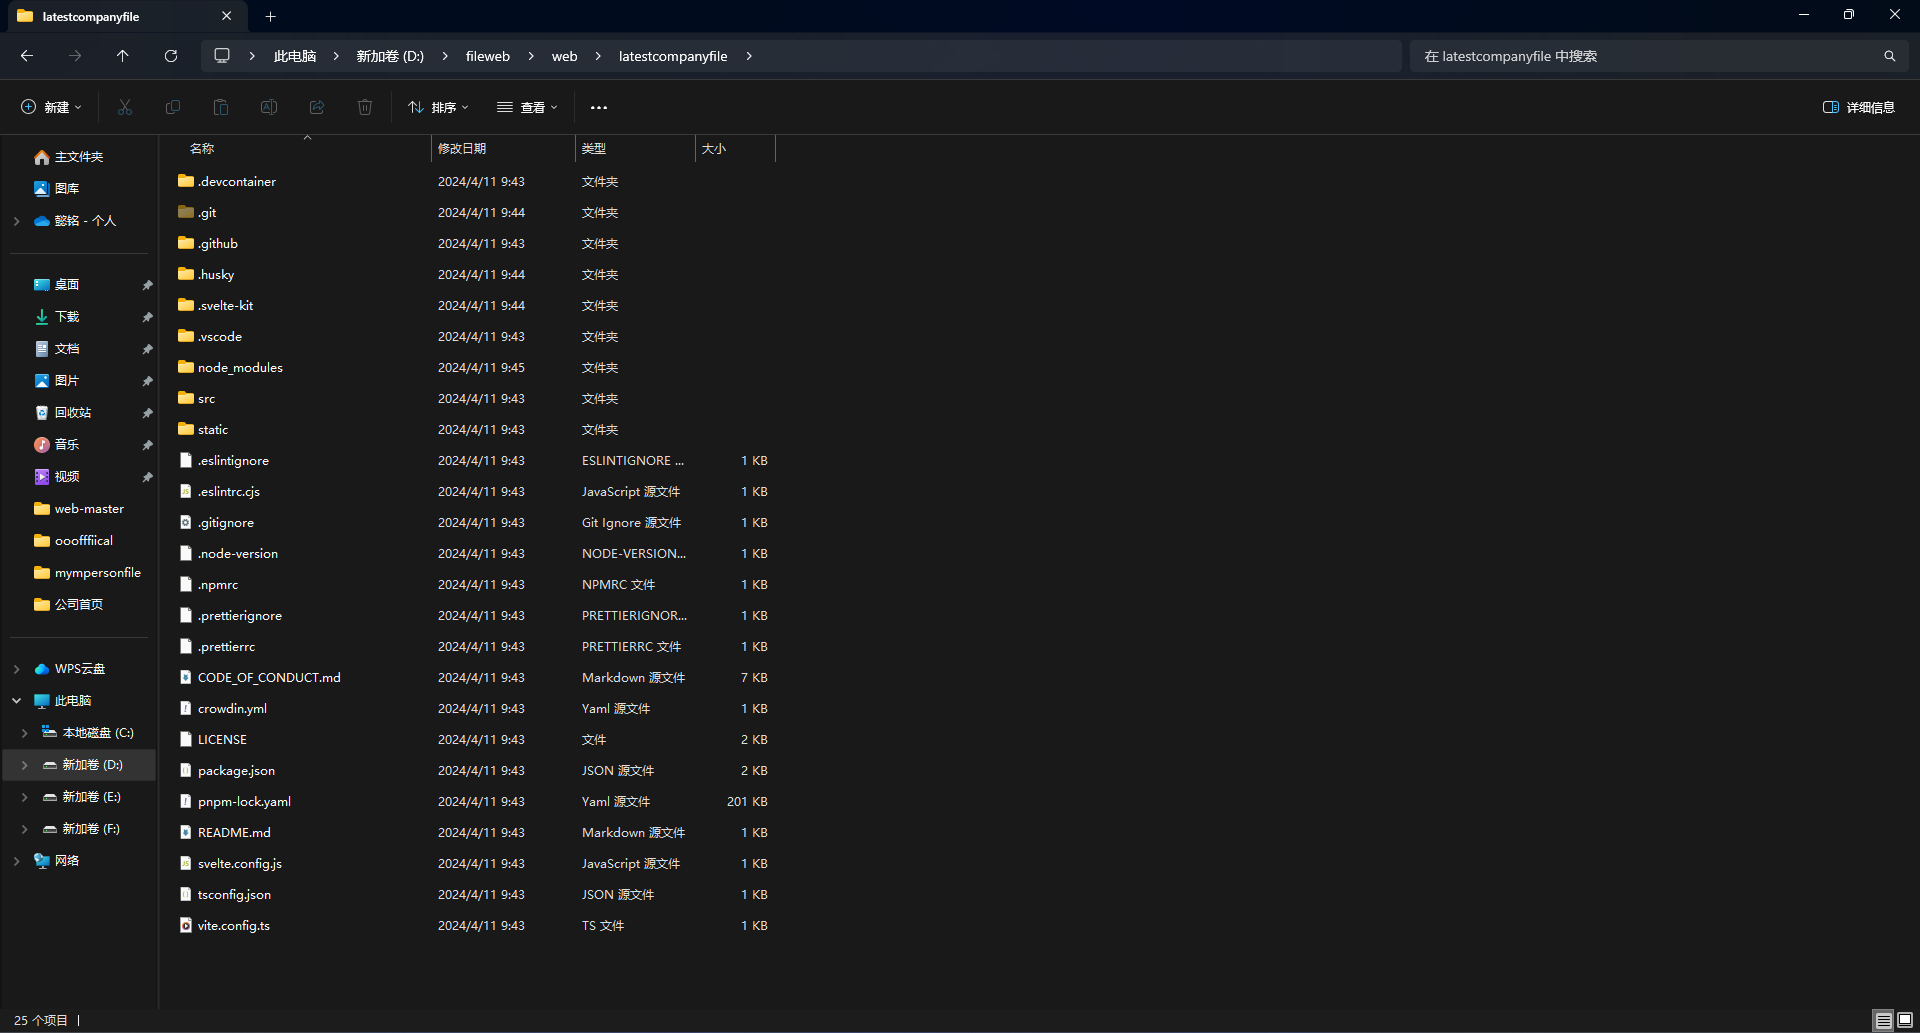 latestcompanyfile
此电脑 新加卷 (D:) fileweb web latestcompanyfile 在 latestcompanyfile 中搜索
新建 排序 查看 详细信息
主文件夹
图库
懿铭 - 个人
桌面
下载
文档
图片
回收站
音乐
视频
web-master
ooofffiical
mympersonfile
公司首页
WPS云盘
此电脑
本地磁盘 (C:)
新加卷 (D:)
新加卷 (E:)
新加卷 (F:)
网络
名称 修改日期 类型 大小
.devcontainer 2024/4/11 9:43 文件夹
.git 2024/4/11 9:44 文件夹
.github 2024/4/11 9:43 文件夹
.husky 2024/4/11 9:44 文件夹
.svelte-kit 2024/4/11 9:44 文件夹
.vscode 2024/4/11 9:43 文件夹
node_modules 2024/4/11 9:45 文件夹
src 2024/4/11 9:43 文件夹
static 2024/4/11 9:43 文件夹
.eslintignore 2024/4/11 9:43 ESLINTIGNORE ... 1 KB
.eslintrc.cjs 2024/4/11 9:43 JavaScript 源文件 1 KB
.gitignore 2024/4/11 9:43 Git Ignore 源文件 1 KB
.node-version 2024/4/11 9:43 NODE-VERSION... 1 KB
.npmrc 2024/4/11 9:43 NPMRC 文件 1 KB
.prettierignore 2024/4/11 9:43 PRETTIERIGNOR... 1 KB
.prettierrc 2024/4/11 9:43 PRETTIERRC 文件 1 KB
CODE_OF_CONDUCT.md 2024/4/11 9:43 Markdown 源文件 7 KB
crowdin.yml 2024/4/11 9:43 Yaml 源文件 1 KB
LICENSE 2024/4/11 9:43 文件 2 KB
package.json 2024/4/11 9:43 JSON 源文件 2 KB
pnpm-lock.yaml 2024/4/11 9:43 Yaml 源文件 201 KB
README.md 2024/4/11 9:43 Markdown 源文件 1 KB
svelte.config.js 2024/4/11 9:43 JavaScript 源文件 1 KB
tsconfig.json 2024/4/11 9:43 JSON 源文件 1 KB
vite.config.ts 2024/4/11 9:43 TS 文件 1 KB
25 个项目